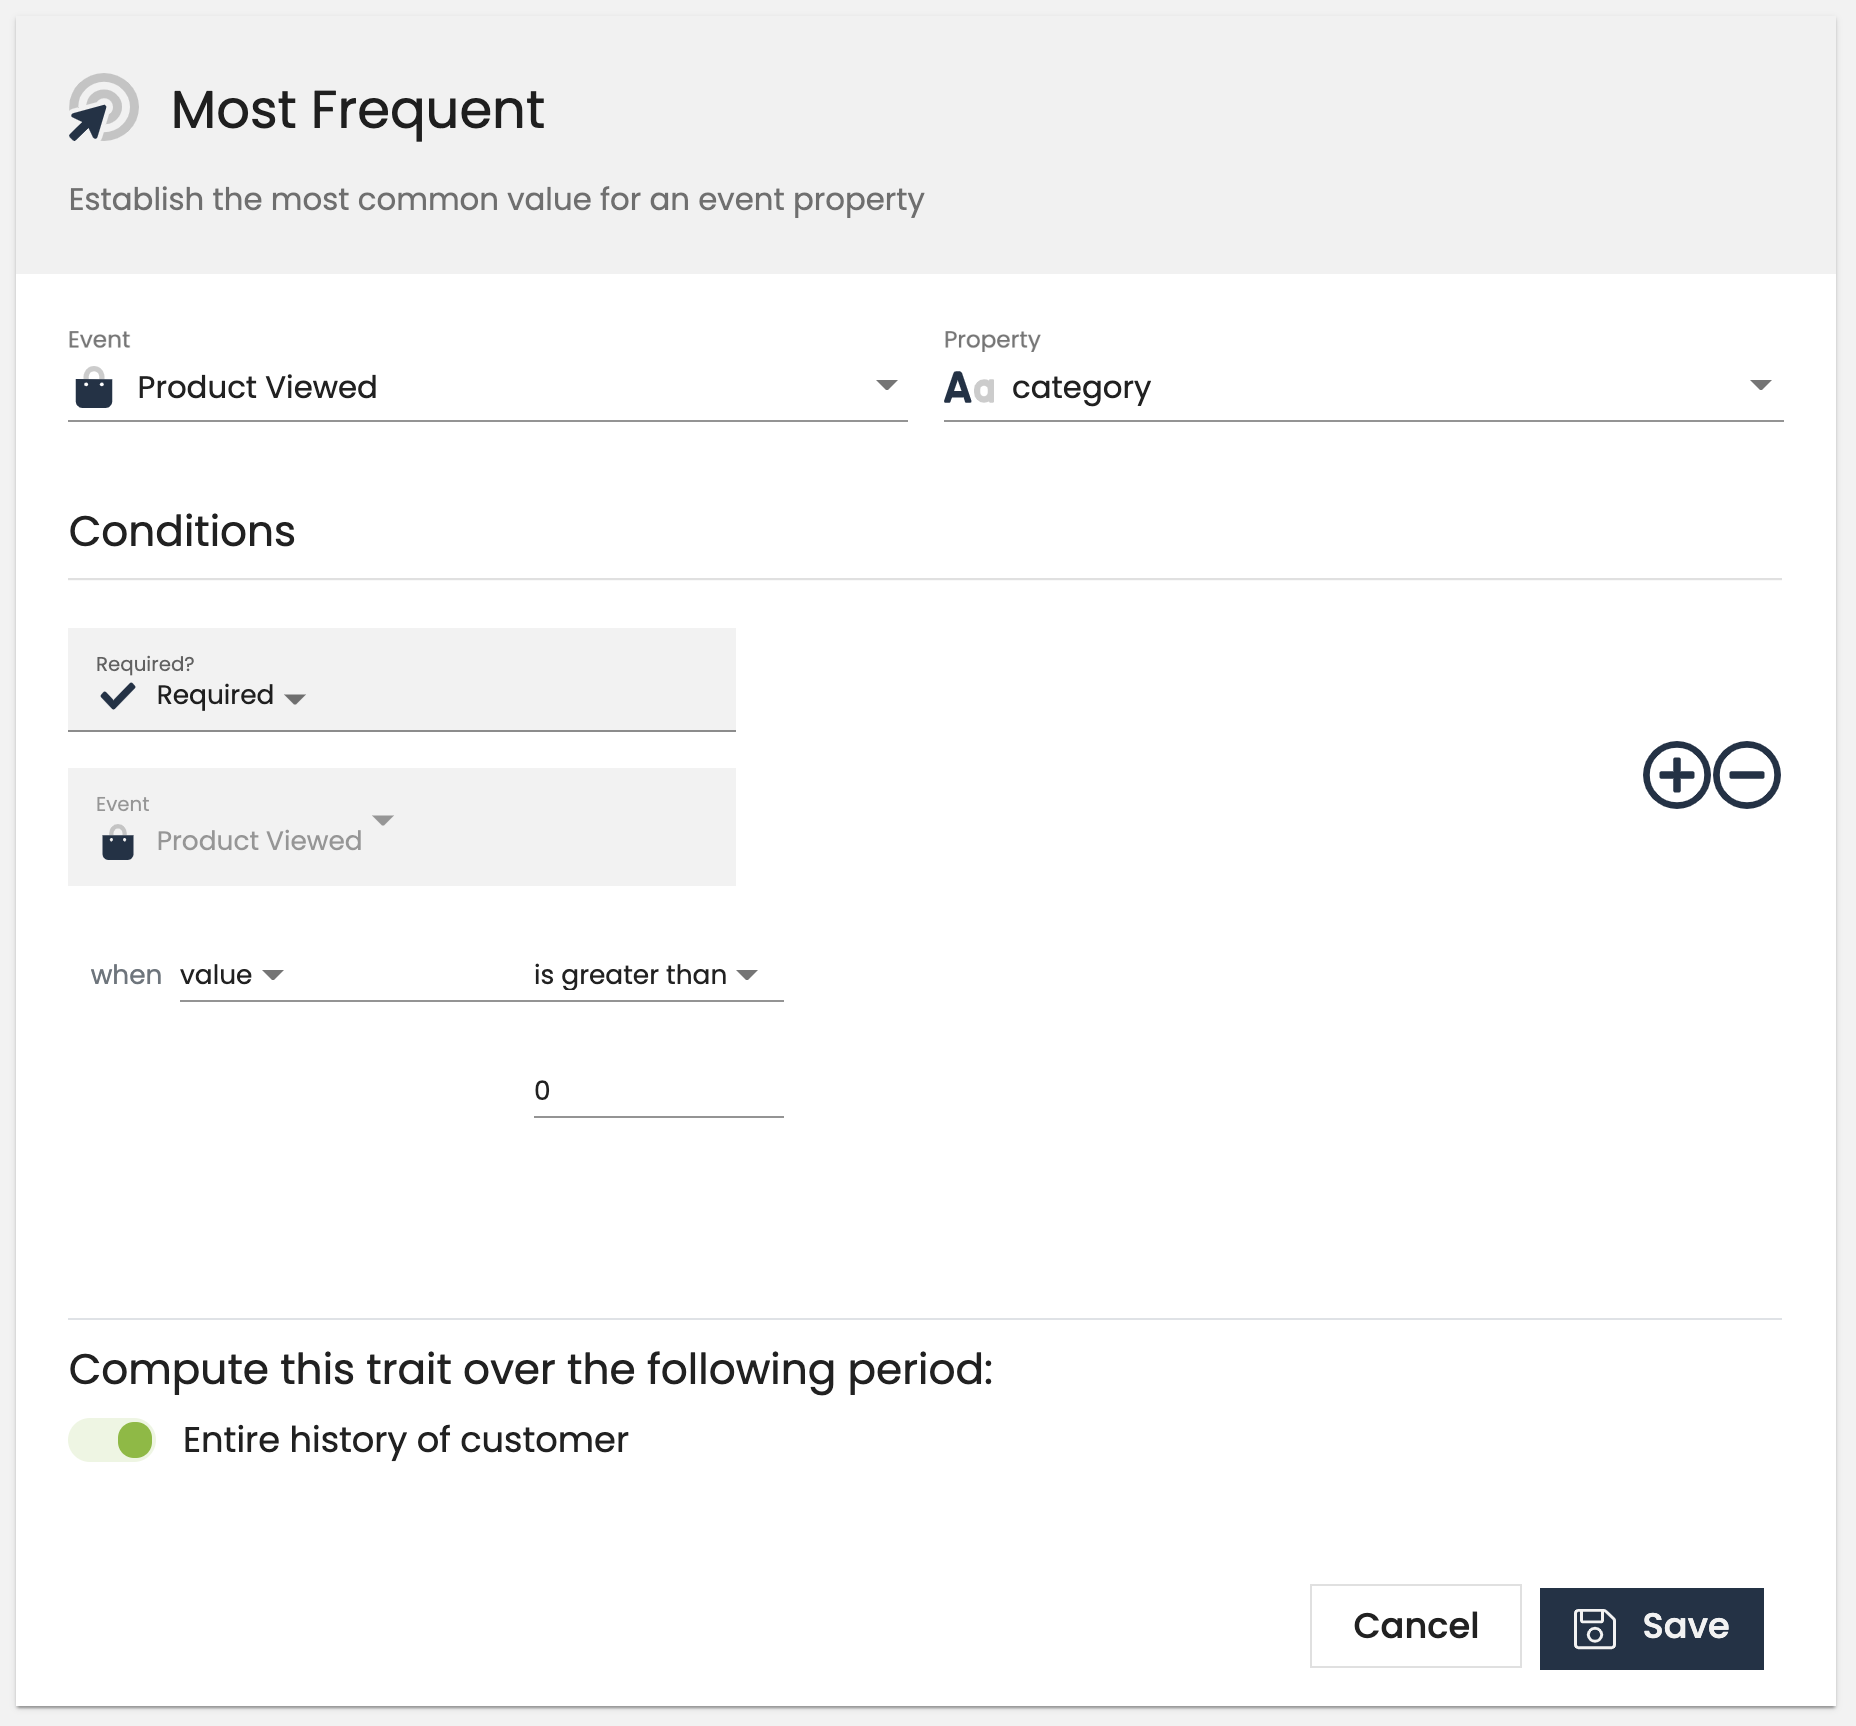 Most Frequent
Establish the most common value for an event property
Event
Product Viewed
Property
Aa category
Conditions
Required?
Required
Event
Product Viewed
when value is greater than
0
Compute this trait over the following period:
Entire history of customer
Cancel
Save